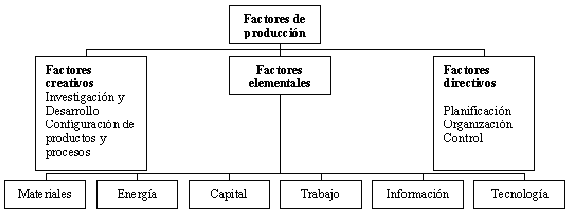 Factores de
producción
Factores
creativos
Investigación y
Desarrollo
Configuración de
productos y
procesos
Factores
elementales
Factores
directivos
Planificación
Organización
Control
Materiales
Energía
Capital
Trabajo
Información
Tecnología